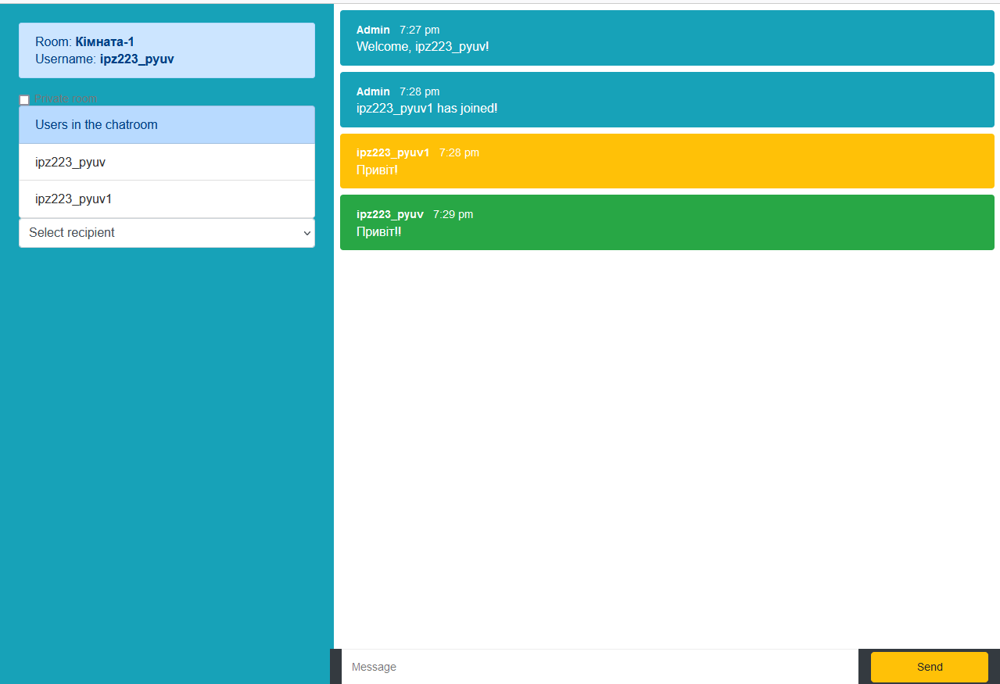 Room: Кімната-1
Username: ipz223_pyuv
Private room
Users in the chatroom
ipz223_pyuv
ipz223_pyuv1
Select recipient
Admin 7:27 pm
Welcome, ipz223_pyuv!
Admin 7:28 pm
ipz223_pyuv1 has joined!
ipz223_pyuv1 7:28 pm
Привіт!
ipz223_pyuv 7:29 pm
Привіт!!
Message
Send